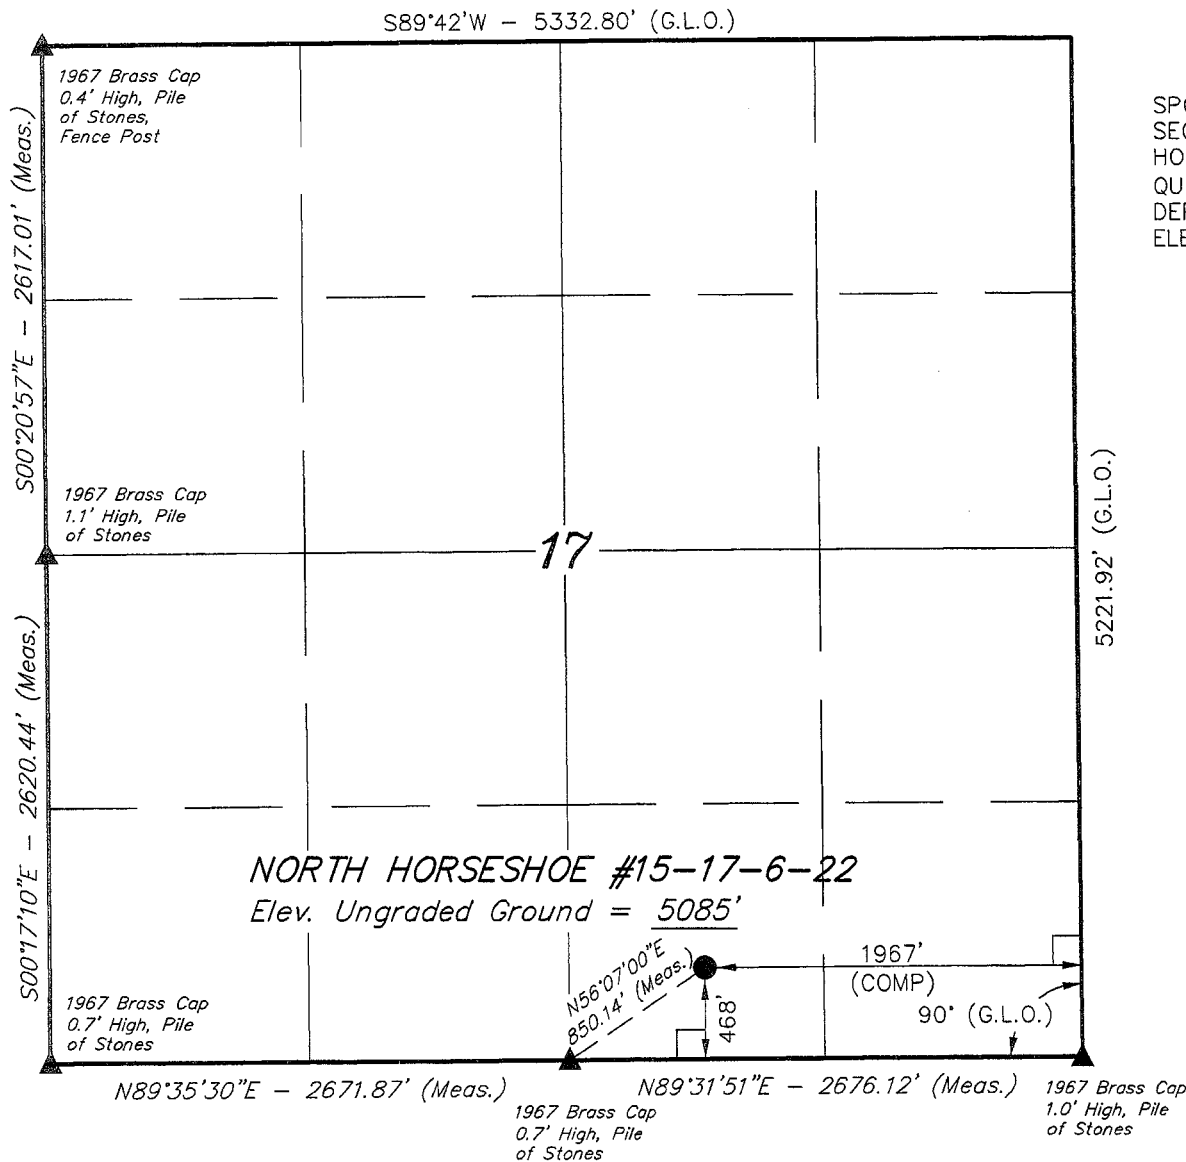 S89°42'W – 5332.80' (G.L.O.)
1967 Brass Cap
0.4' High, Pile
of Stones,
Fence Post
S00°20'57"E – 2617.01' (Meas.)
1967 Brass Cap
1.1' High, Pile
of Stones
17
5221.92' (G.L.O.)
S00°17'10"E – 2620.44' (Meas.)
NORTH HORSESHOE #15–17–6–22
Elev. Ungraded Ground = 5085'
N56°07'00"E
850.14' (Meas.)
1967'
(COMP)
468'
90° (G.L.O.)
1967 Brass Cap
0.7' High, Pile
of Stones
N89°35'30"E – 2671.87' (Meas.)
N89°31'51"E – 2676.12' (Meas.)
1967 Brass Cap
0.7' High, Pile
of Stones
1967 Brass Cap
1.0' High, Pile
of Stones